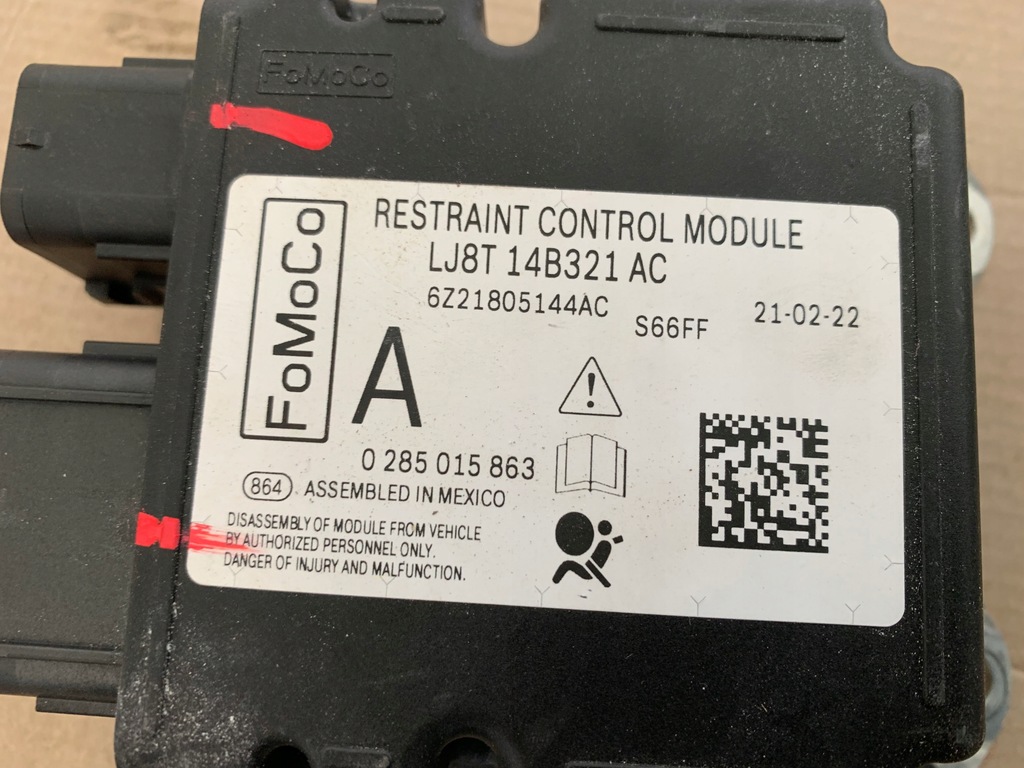 FoMoCo
FoMoCo
RESTRAINT CONTROL MODULE
LJ8T 14B321 AC
6Z21805144AC
S66FF
21-02-22
A
0 285 015 863
864 ASSEMBLED IN MEXICO
DISASSEMBLY OF MODULE FROM VEHICLE
BY AUTHORIZED PERSONNEL ONLY.
DANGER OF INJURY AND MALFUNCTION.